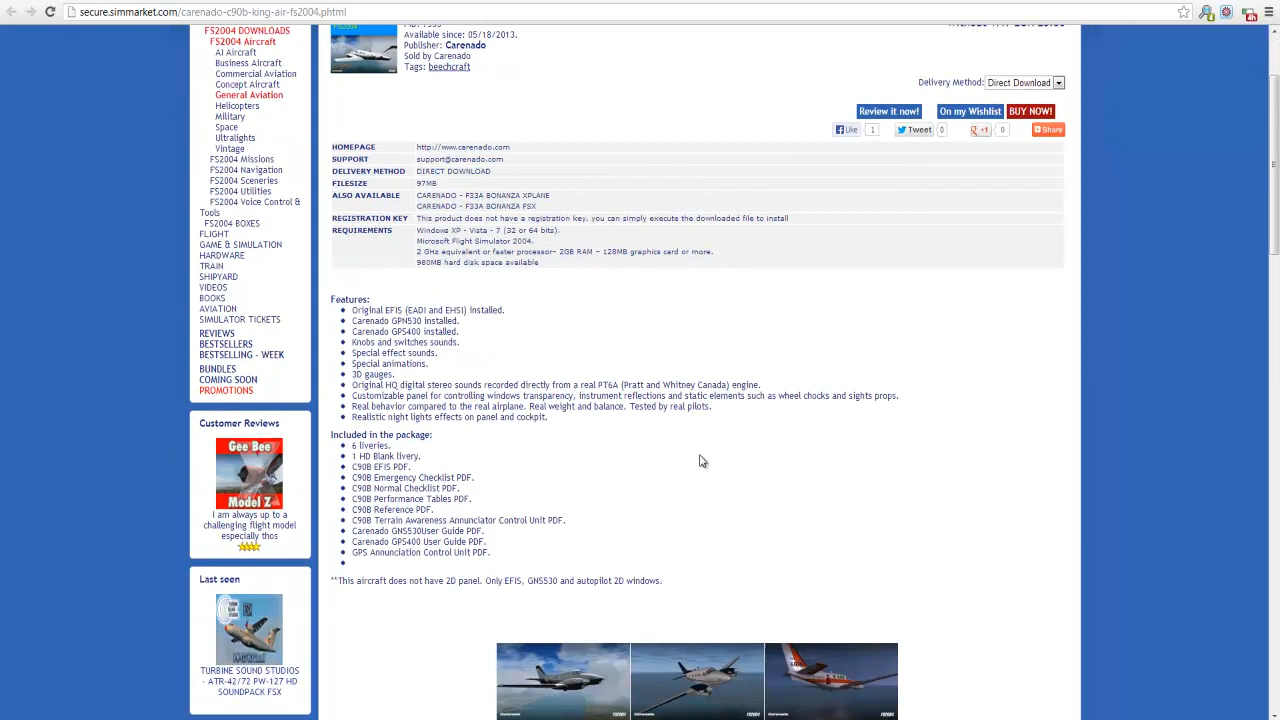 secure.simmarket.com/carenado-c90b-king-air-fs2004.phtml
FS2004 DOWNLOADS
FS2004 Aircraft
AI Aircraft
Business Aircraft
Commercial Aviation
Concept Aircraft
General Aviation
Helicopters
Military
Space
Ultralights
Vintage
FS2004 Missions
FS2004 Navigation
FS2004 Sceneries
FS2004 Utilities
FS2004 Voice Control &
Tools
FS2004 BOXES
FLIGHT
GAME & SIMULATION
HARDWARE
TRAIN
SHIPYARD
VIDEOS
BOOKS
AVIATION
SIMULATOR TICKETS
REVIEWS
BESTSELLERS
BESTSELLING - WEEK
BUNDLES
COMING SOON
PROMOTIONS
Customer Reviews
Gee Bee
Model Z
I am always up to a
challenging flight model
especially thos
Last seen
TURBINE SOUND STUDIOS
- ATR-42/72 PW-127 HD
SOUNDPACK FSX
Available since: 05/18/2013.
Publisher: Carenado
Sold by Carenado
Tags: beechcraft
Delivery Method: Direct Download
Review it now! On my Wishlist BUY NOW!
Like 1 Tweet 0 +1 0 Share
HOMEPAGE http://www.carenado.com
SUPPORT support@carenado.com
DELIVERY METHOD DIRECT DOWNLOAD
FILESIZE 97MB
ALSO AVAILABLE CARENADO - F33A BONANZA XPLANE
CARENADO - F33A BONANZA FSX
REGISTRATION KEY This product does not have a registration key, you can simply execute the downloaded file to install
REQUIREMENTS Windows XP - Vista - 7 (32 or 64 bits).
Microsoft Flight Simulator 2004.
2 GHz equivalent or faster processor– 2GB RAM – 128MB graphics card or more.
980MB hard disk space available
Features:
Original EFIS (EADI and EHSI) installed.
Carenado GPN530 installed.
Carenado GPS400 installed.
Knobs and switches sounds.
Special effect sounds.
Special animations.
3D gauges.
Original HQ digital stereo sounds recorded directly from a real PT6A (Pratt and Whitney Canada) engine.
Customizable panel for controlling windows transparency, instrument reflections and static elements such as wheel chocks and sights props.
Real behavior compared to the real airplane. Real weight and balance. Tested by real pilots.
Realistic night lights effects on panel and cockpit.
Included in the package:
6 liveries.
1 HD Blank livery.
C90B EFIS PDF.
C90B Emergency Checklist PDF.
C90B Normal Checklist PDF.
C90B Performance Tables PDF.
C90B Reference PDF.
C90B Terrain Awareness Annunciator Control Unit PDF.
Carenado GNS530User Guide PDF.
Carenado GPS400 User Guide PDF.
GPS Annunciation Control Unit PDF.
**This aircraft does not have 2D panel. Only EFIS, GNS530 and autopilot 2D windows.
Carenado FS2004 Carenado FS2004 Carenado FS2004